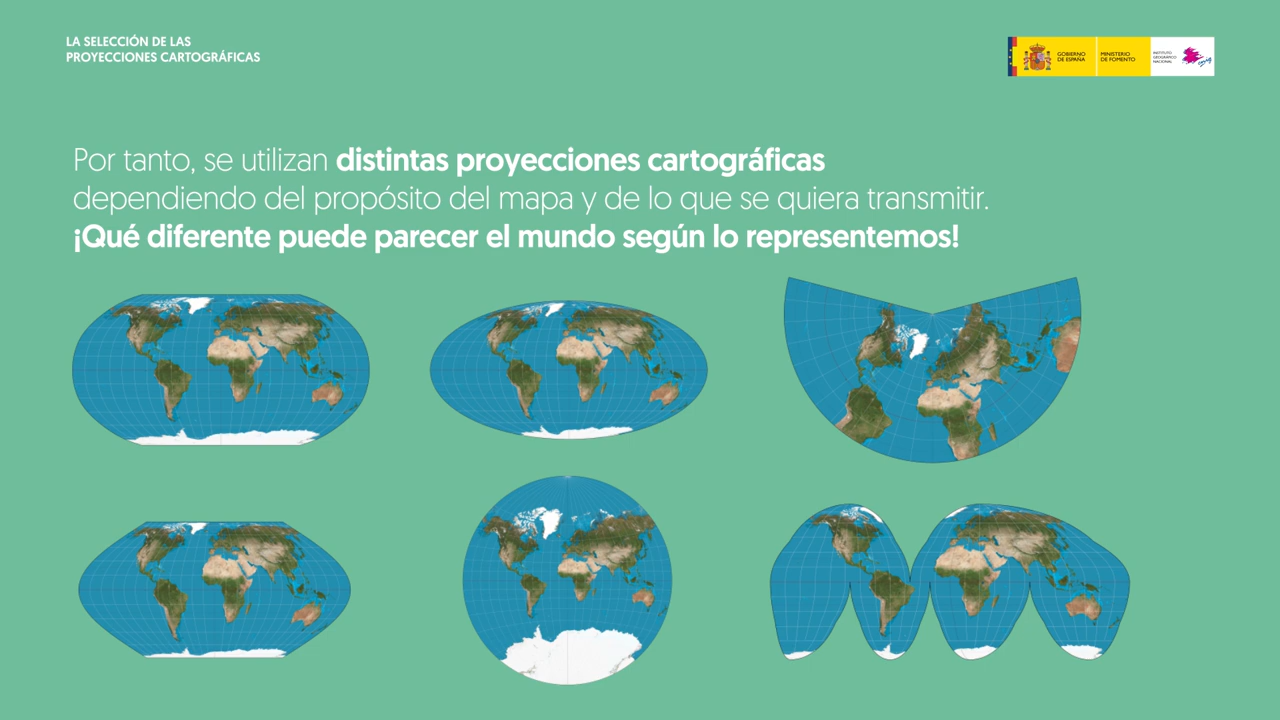 LA SELECCIÓN DE LAS
PROYECCIONES CARTOGRÁFICAS
GOBIERNO
DE ESPAÑA
MINISTERIO
DE FOMENTO
INSTITUTO
GEOGRÁFICO
NACIONAL
Por tanto, se utilizan distintas proyecciones cartográficas
dependiendo del propósito del mapa y de lo que se quiera transmitir.
¡Qué diferente puede parecer el mundo según lo representemos!